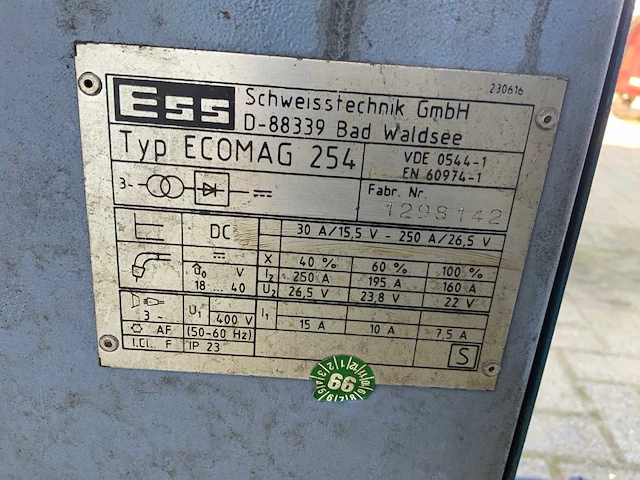 230616
ESS Schweisstechnik GmbH
D-88339 Bad Waldsee
Typ ECOMAG 254
VDE 0544-1
EN 60974-1
3~
Fabr. Nr.
1298142
DC
30 A/15,5 V - 250 A/26,5 V
X 40 % 60 % 100 %
U0 V
18 ... 40
I2 250 A 195 A 160 A
U2 26,5 V 23,8 V 22 V
3~
U1 400 V
I1 15 A 10 A 7,5 A
AF (50-60 Hz)
I.CL. F IP 23
S
99